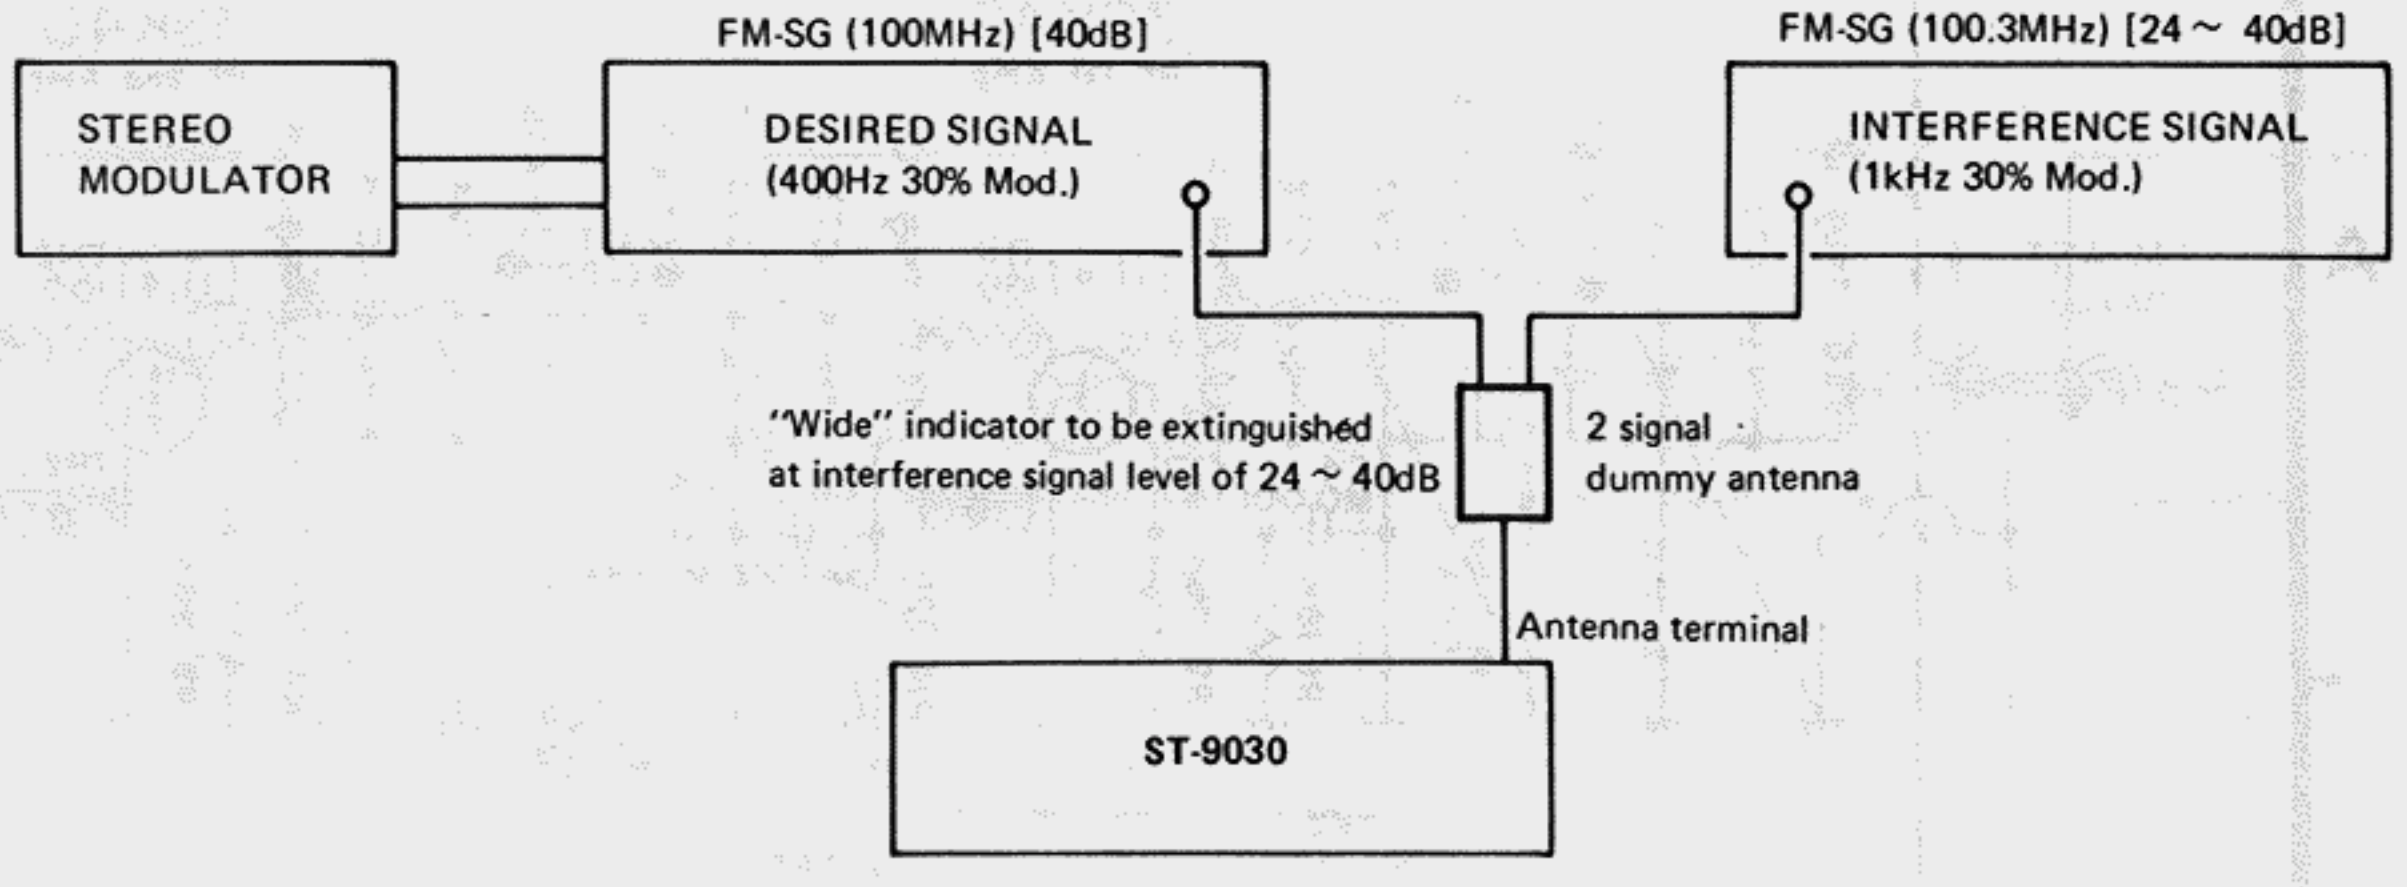 FM-SG (100MHz) [40dB]
FM-SG (100.3MHz) [24 ~ 40dB]
STEREO
MODULATOR
DESIRED SIGNAL
(400Hz 30% Mod.)
INTERFERENCE SIGNAL
(1kHz 30% Mod.)
"Wide" indicator to be extinguished
at interference signal level of 24 ~ 40dB
2 signal
dummy antenna
Antenna terminal
ST-9030